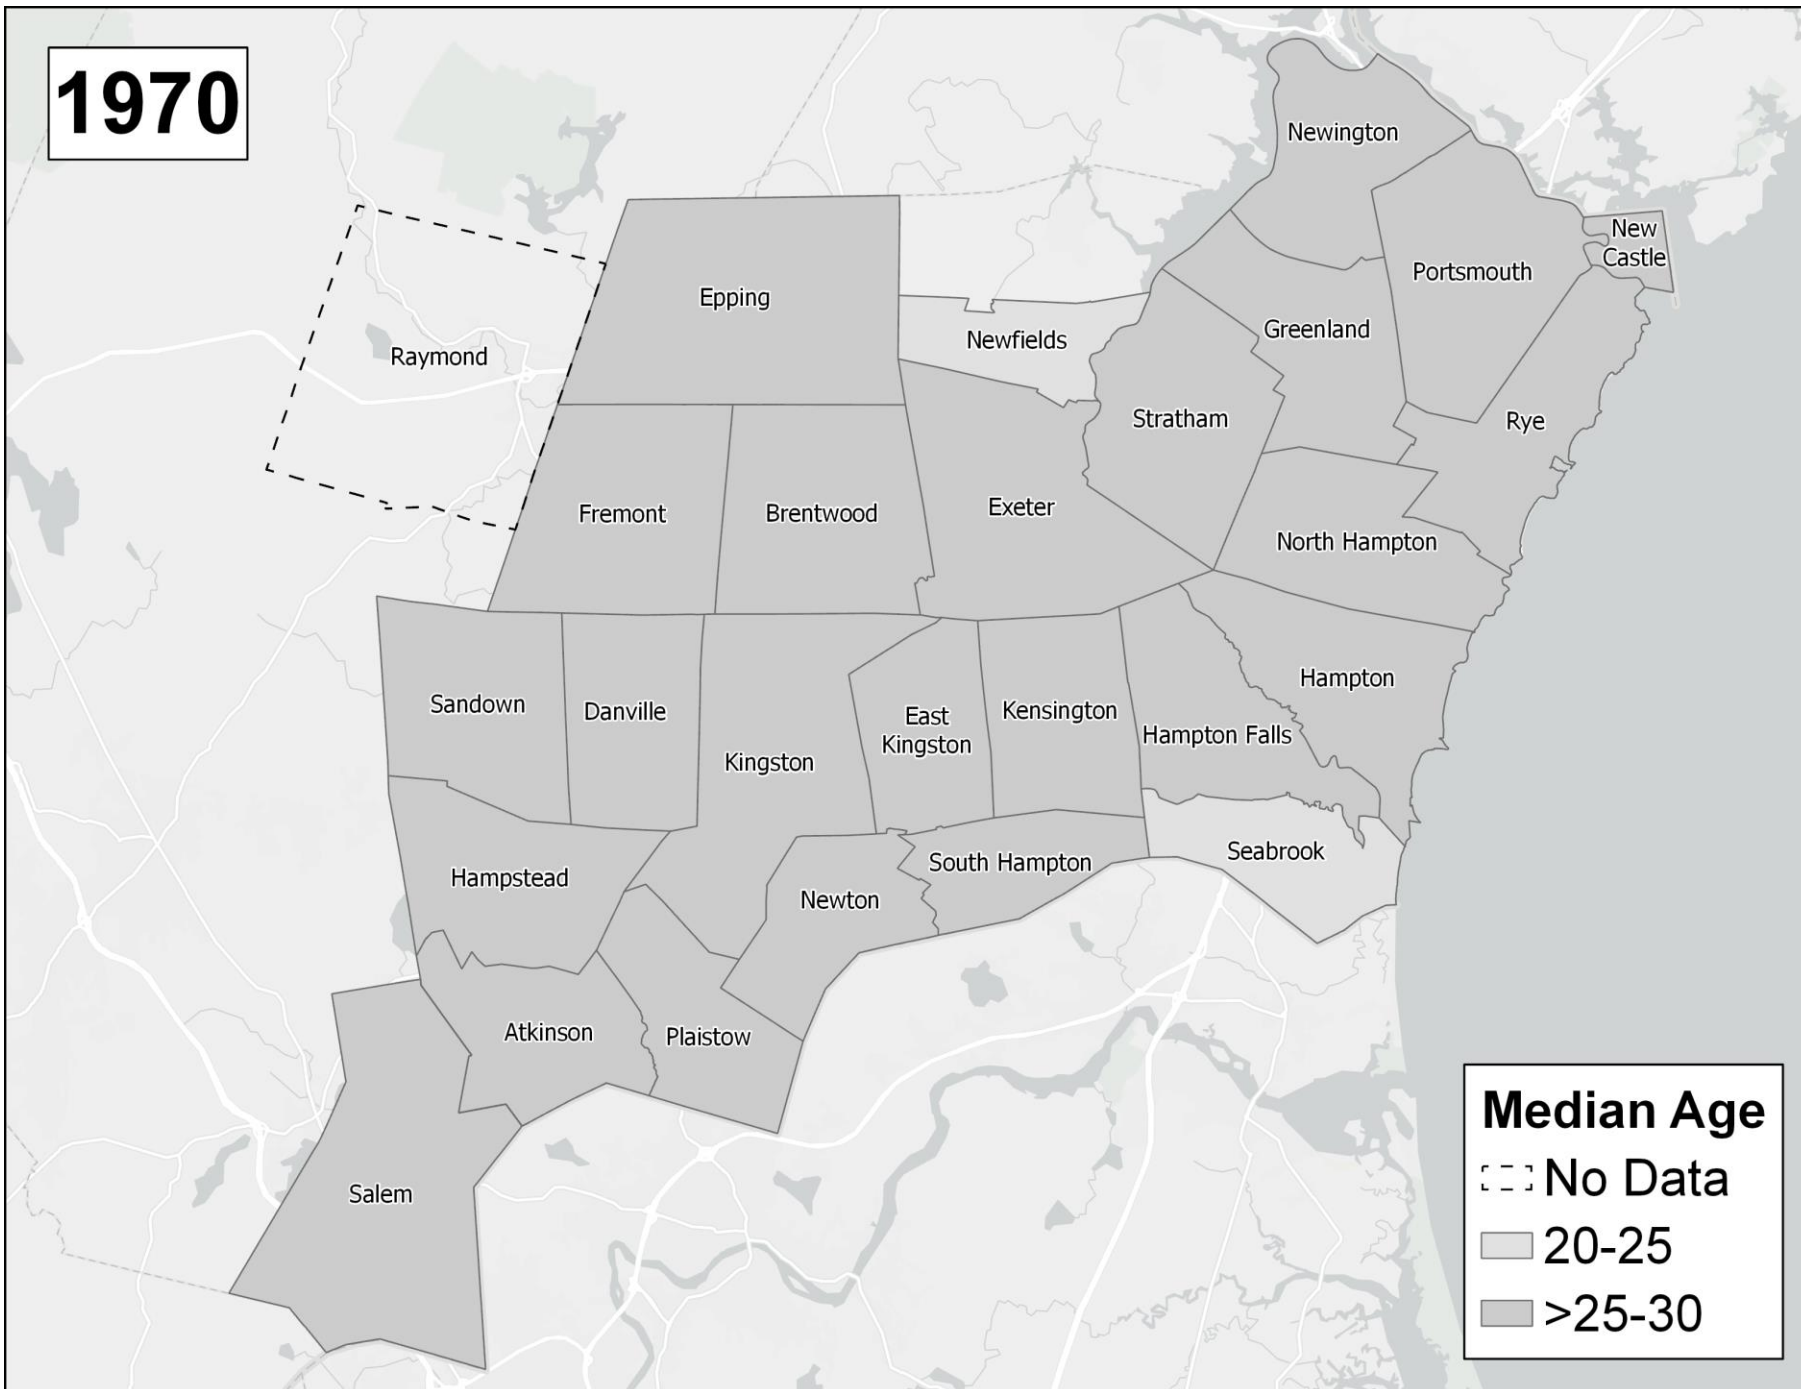 1970
Newington
New
Castle
Portsmouth
Epping
Greenland
Newfields
Raymond
Stratham
Rye
Exeter
Fremont
Brentwood
North Hampton
Hampton
Sandown
Danville
Kensington
East
Kingston
Hampton Falls
Kingston
Seabrook
South Hampton
Hampstead
Newton
Atkinson
Plaistow
Salem
Median Age
No Data
20-25
>25-30